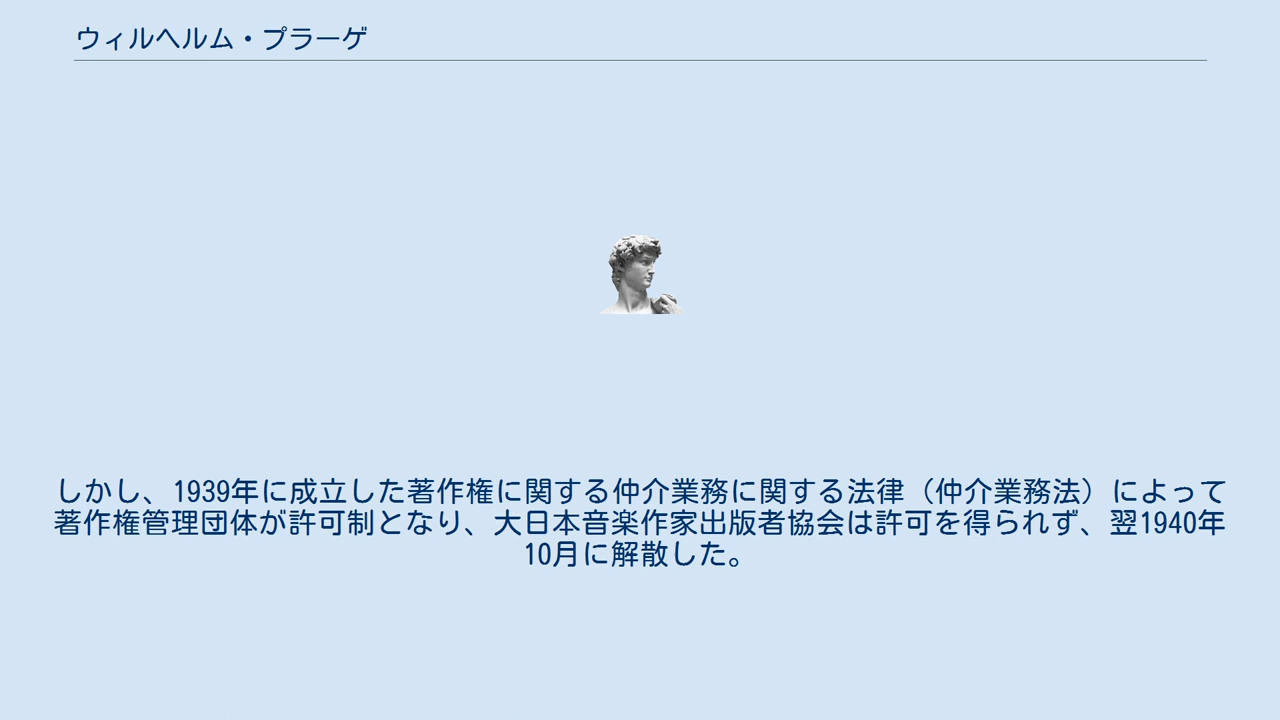 ウィルヘルム・プラーゲ
しかし、1939年に成立した著作権に関する仲介業務に関する法律（仲介業務法）によって
著作権管理団体が許可制となり、大日本音楽作家出版者協会は許可を得られず、翌1940年
10月に解散した。